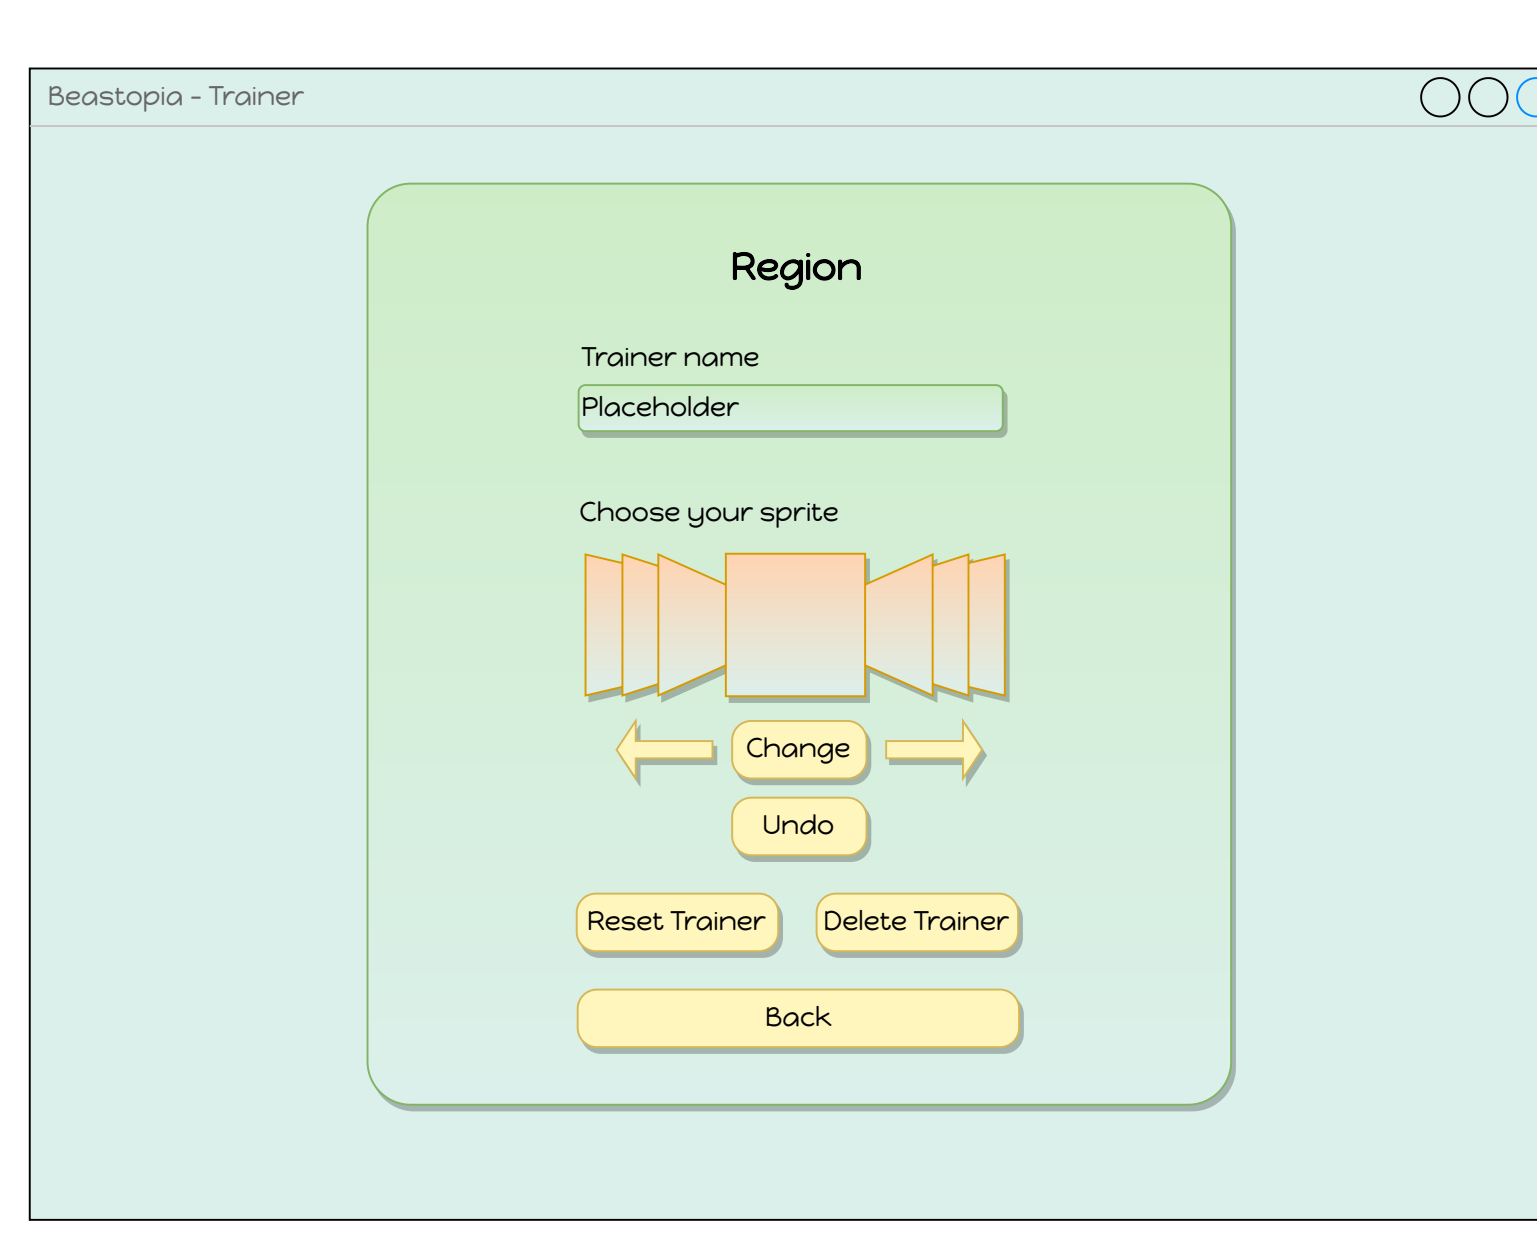 Beastopia - Trainer
Region
Trainer name
Placeholder
Choose your sprite
Change
Undo
Reset Trainer
Delete Trainer
Back